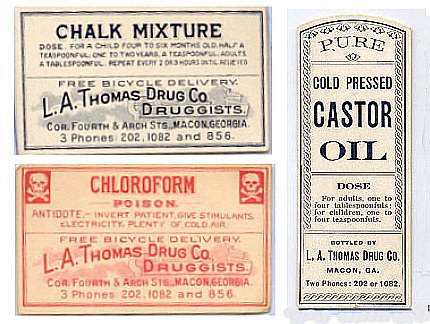 CHALK MIXTURE
DOSE. FOR A CHILD FOUR TO SIX MONTHS OLD, HALF A
TEASPOONFUL; ONE TO TWO YEARS, A TEASPOONFUL; ADULTS
A TABLESPOONFUL. REPEAT EVERY 2 OR 3 HOURS UNTIL RELIEVED
FREE BICYCLE DELIVERY.
L. A. THOMAS DRUG CO.
DRUGGISTS.
COR. FOURTH & ARCH STS., MACON, GEORGIA.
3 PHONES: 202, 1082 AND 856.
CHLOROFORM
POISON.
ANTIDOTE.- INVERT PATIENT, GIVE STIMULANTS.
ELECTRICITY. PLENTY OF COLD AIR.
FREE BICYCLE DELIVERY.
L. A. THOMAS DRUG CO.
DRUGGISTS.
COR. FOURTH & ARCH STS., MACON, GEORGIA.
3 PHONES: 202, 1082 AND 856.
PURE
COLD PRESSED
CASTOR
OIL
DOSE
For adults, one to
four tablespoonfuls;
for children, one to
four teaspoonfuls.
BOTTLED BY
L. A. THOMAS DRUG CO.
MACON, GA.
Two Phones: 202 or 1082.